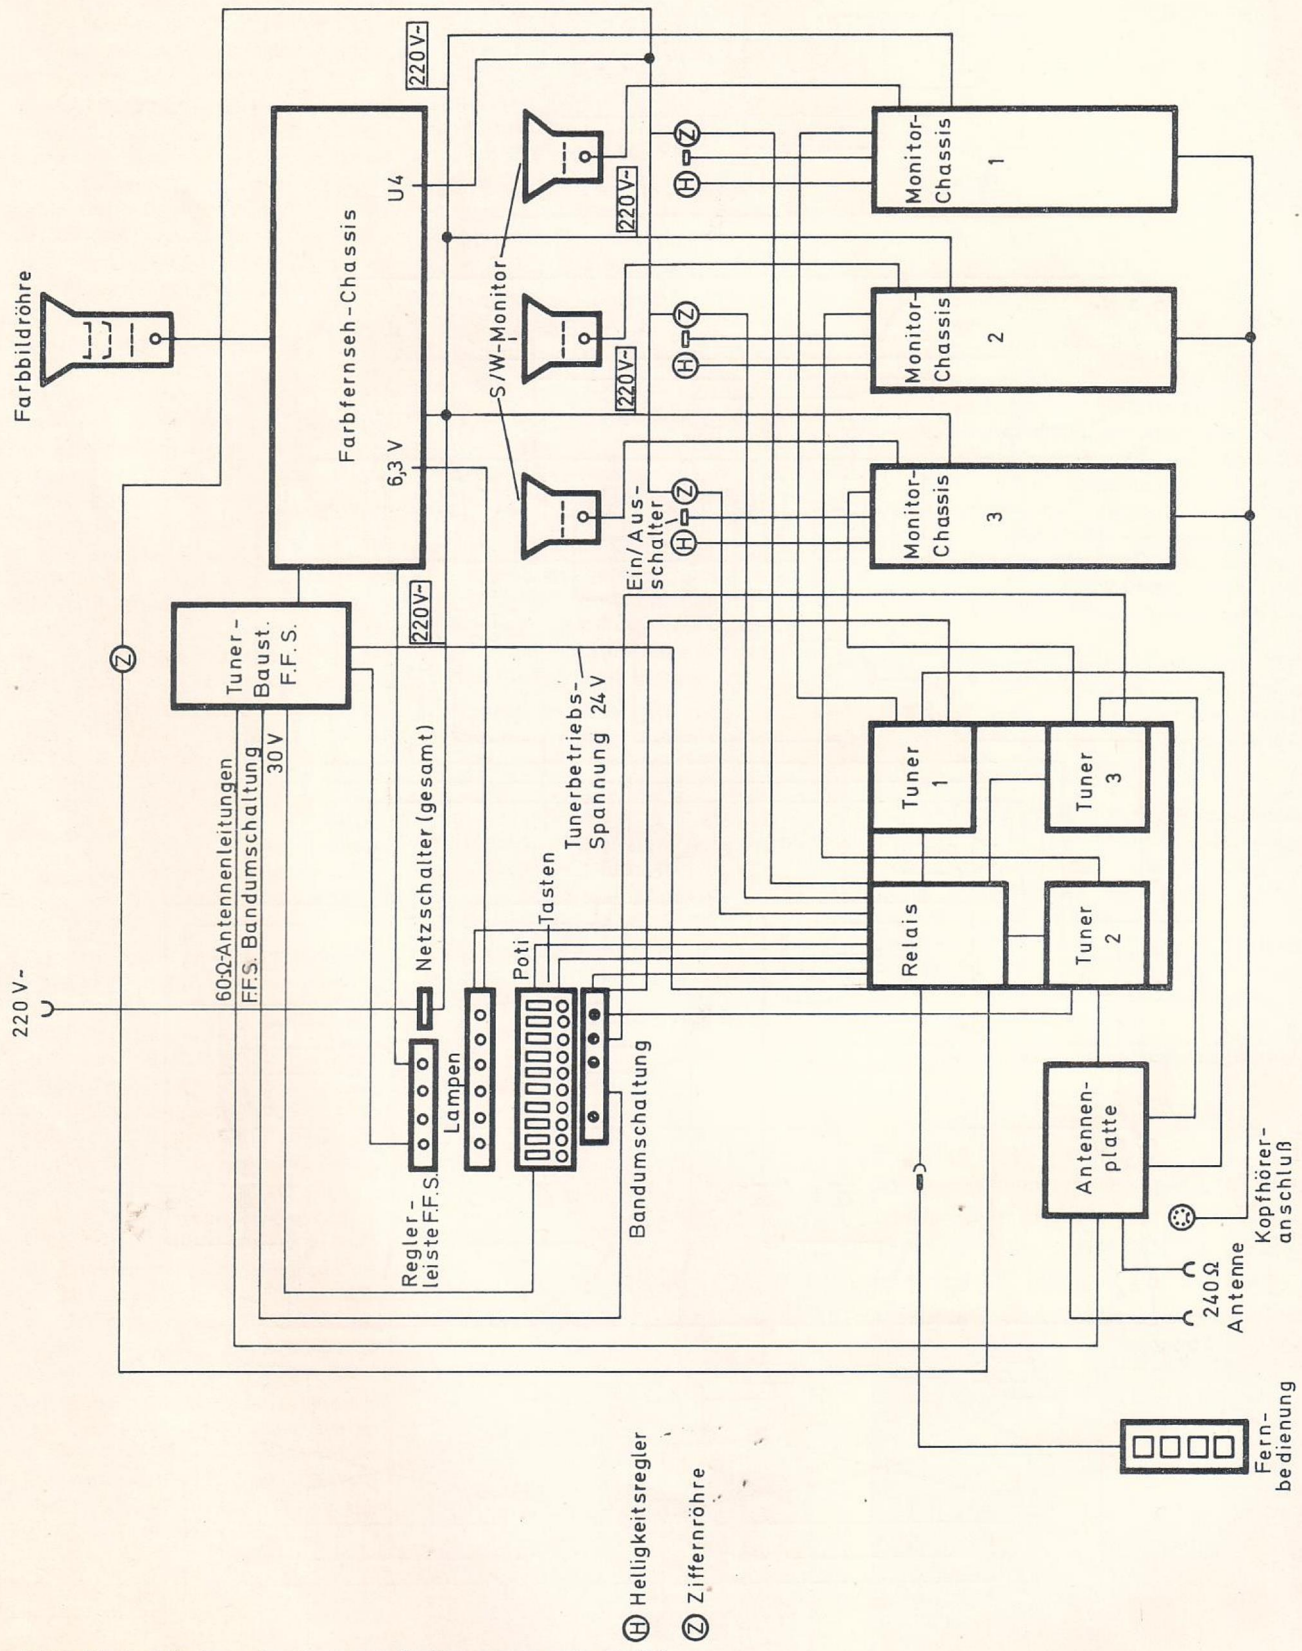 Farbbildröhre
220 V~
Farbfernseh-Chassis
6,3 V
U4
220V~
220V~
Z
Tuner-
Baust.
F.F.S.
60Ω-Antennenleitungen
F.F.S. Bandumschaltung
30 V
220 V~
Netzschalter (gesamt)
Regler-
leiste F.F.S.
Lampen
Poti
Tasten
Bandumschaltung
Tunerbetriebs-
Spannung 24 V
S/W-Monitor
220V~
220V~
Ein/Aus-
schalter
H
Z
H
Z
H
Z
Monitor-
Chassis
1
Monitor-
Chassis
2
Monitor-
Chassis
3
Relais
Tuner
1
Tuner
2
Tuner
3
Antennen-
platte
Kopfhörer-
anschluß
240Ω
Antenne
Fern-
bedienung
H Helligkeitsregler
Z Ziffernröhre